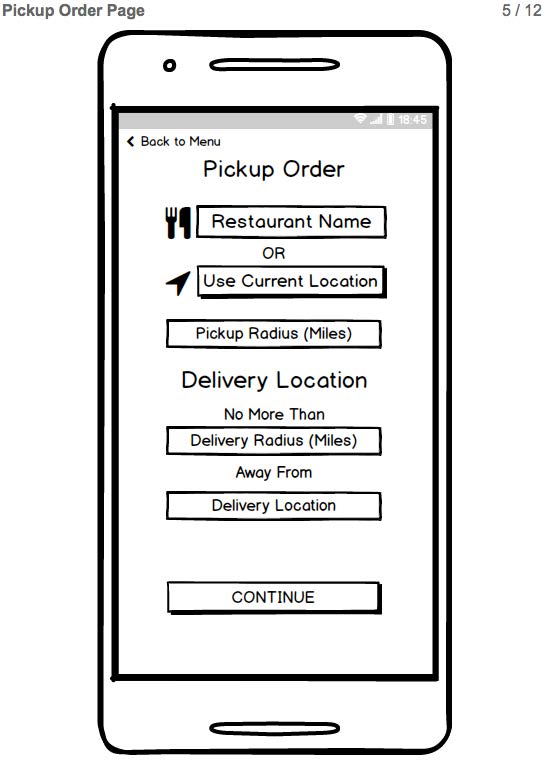 Pickup Order Page
5 / 12
18:45
Back to Menu
Pickup Order
Restaurant Name
OR
Use Current Location
Pickup Radius (Miles)
Delivery Location
No More Than
Delivery Radius (Miles)
Away From
Delivery Location
CONTINUE